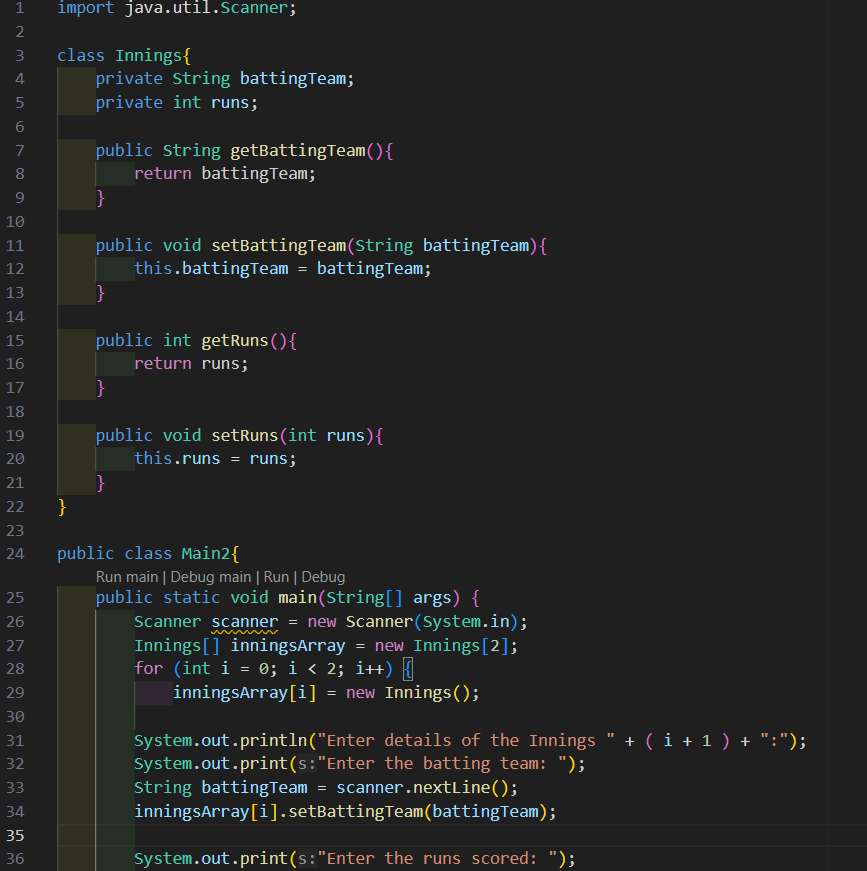 1 import java.util.Scanner;
2
3 class Innings{
4 private String battingTeam;
5 private int runs;
6
7 public String getBattingTeam(){
8 return battingTeam;
9 }
10
11 public void setBattingTeam(String battingTeam){
12 this.battingTeam = battingTeam;
13 }
14
15 public int getRuns(){
16 return runs;
17 }
18
19 public void setRuns(int runs){
20 this.runs = runs;
21 }
22 }
23
24 public class Main2{
Run main | Debug main | Run | Debug
25 public static void main(String[] args) {
26 Scanner scanner = new Scanner(System.in);
27 Innings[] inningsArray = new Innings[2];
28 for (int i = 0; i < 2; i++) {
29 inningsArray[i] = new Innings();
30
31 System.out.println("Enter details of the Innings " + ( i + 1 ) + ":");
32 System.out.print(s:"Enter the batting team: ");
33 String battingTeam = scanner.nextLine();
34 inningsArray[i].setBattingTeam(battingTeam);
35
36 System.out.print(s:"Enter the runs scored: ");